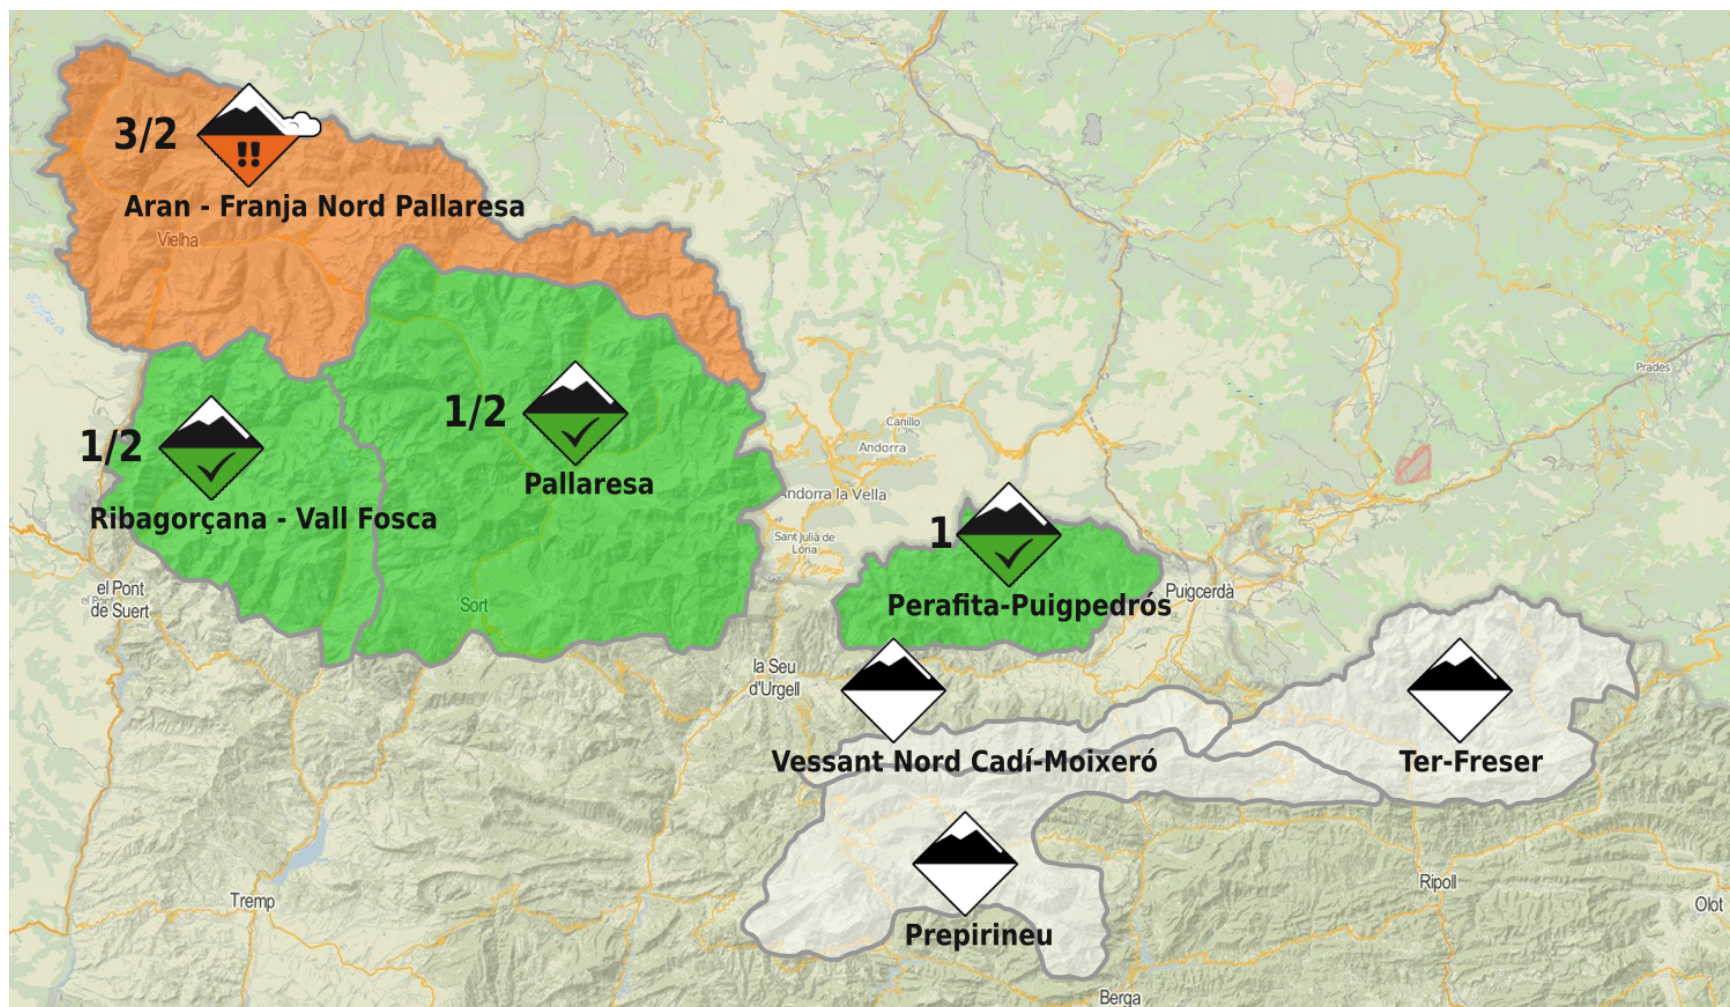 3/2
!!
Aran - Franja Nord Pallaresa
Vielha
Prades
1/2
Pallaresa
1/2
Ribagorçana - Vall Fosca
Canillo
Andorra
Andorra la Vella
Sant Julià de
Lòria
1
Perafita-Puigpedrós
Puigcerdà
el Pont
de Suert
Sort
la Seu
d'Urgell
Vessant Nord Cadí-Moixeró
Ter-Freser
Prepirineu
Tremp
Ripoll
Olot
Berga